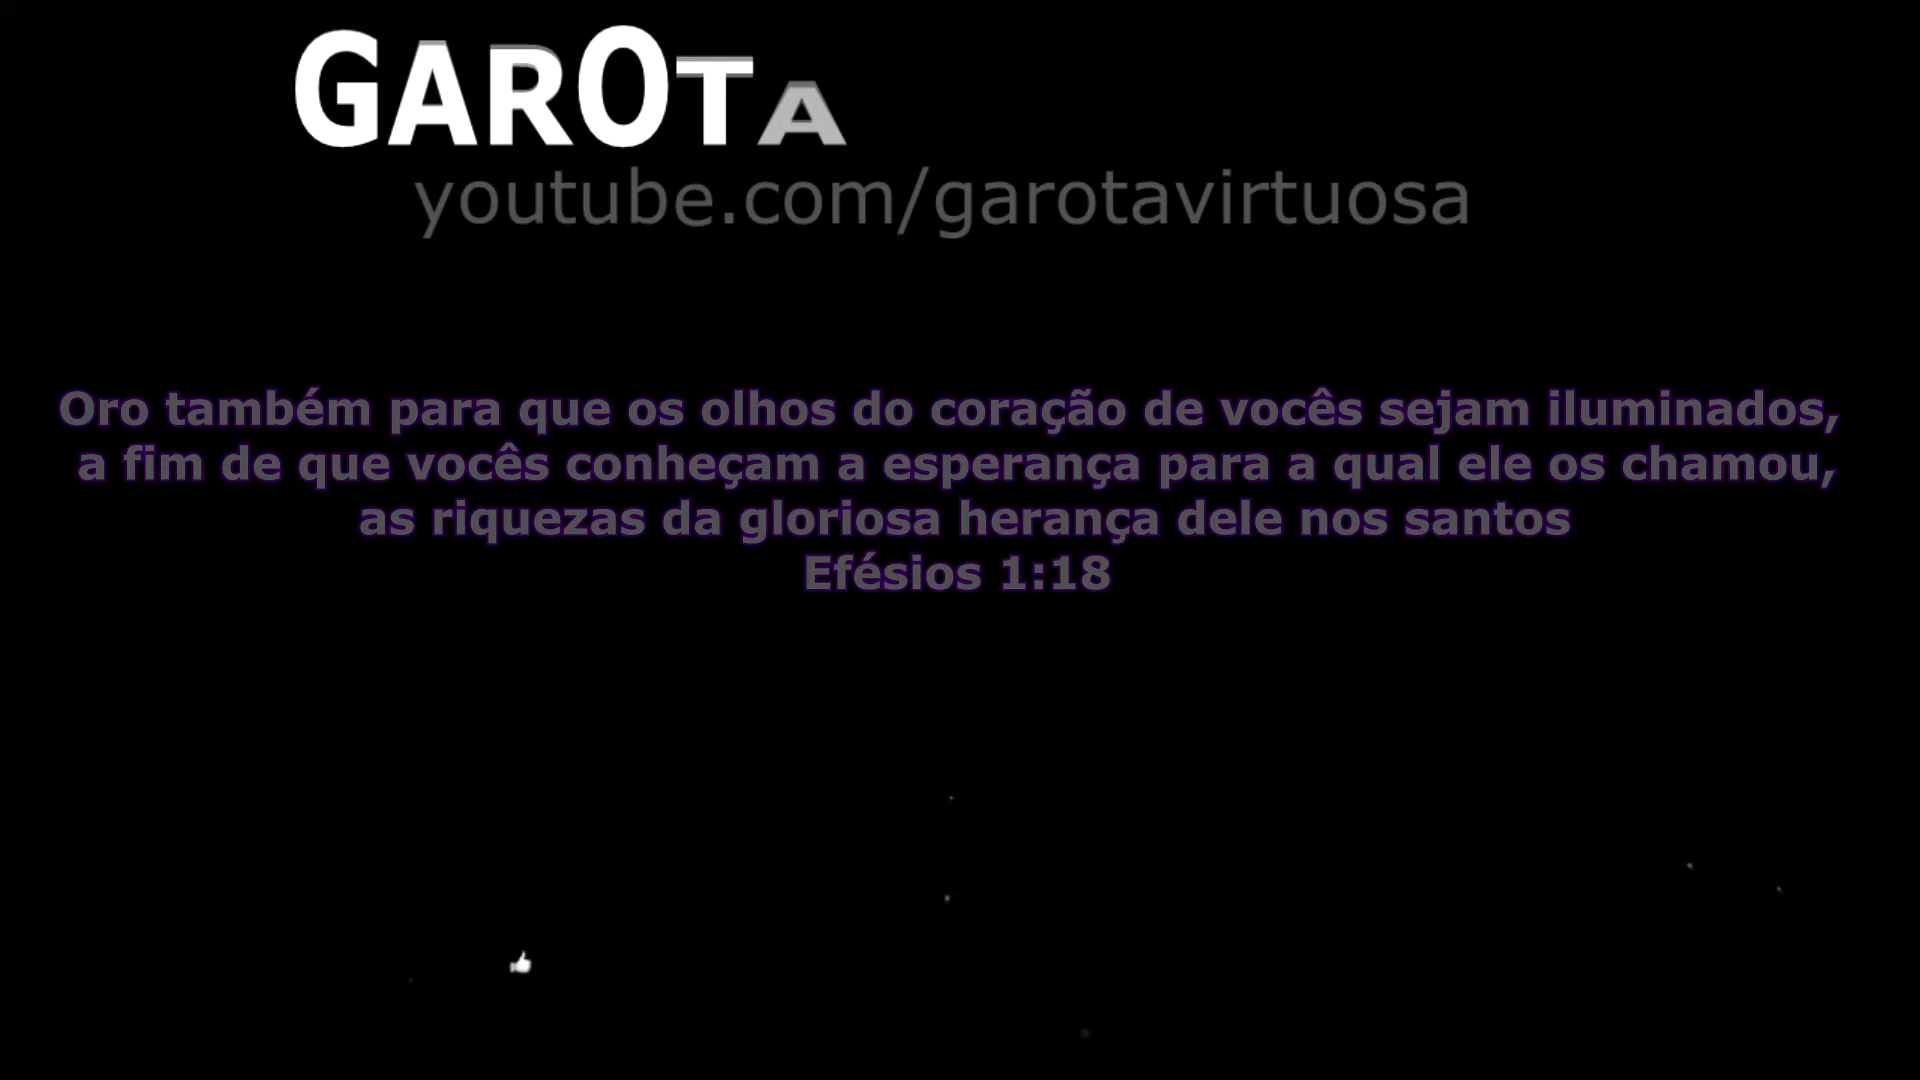 GAROTA
youtube.com/garotavirtuosa
Oro também para que os olhos do coração de vocês sejam iluminados,
a fim de que vocês conheçam a esperança para a qual ele os chamou,
as riquezas da gloriosa herança dele nos santos
Efésios 1:18